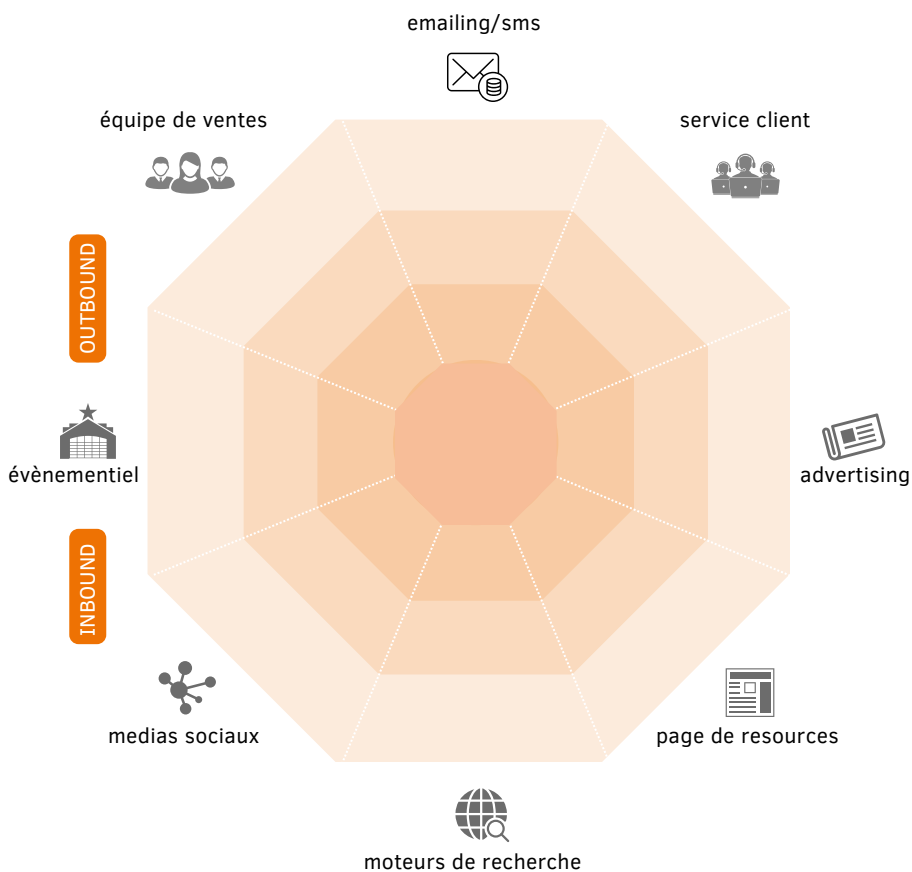 emailing/sms
équipe de ventes
service client
OUTBOUND
évènementiel
advertising
INBOUND
medias sociaux
page de resources
moteurs de recherche